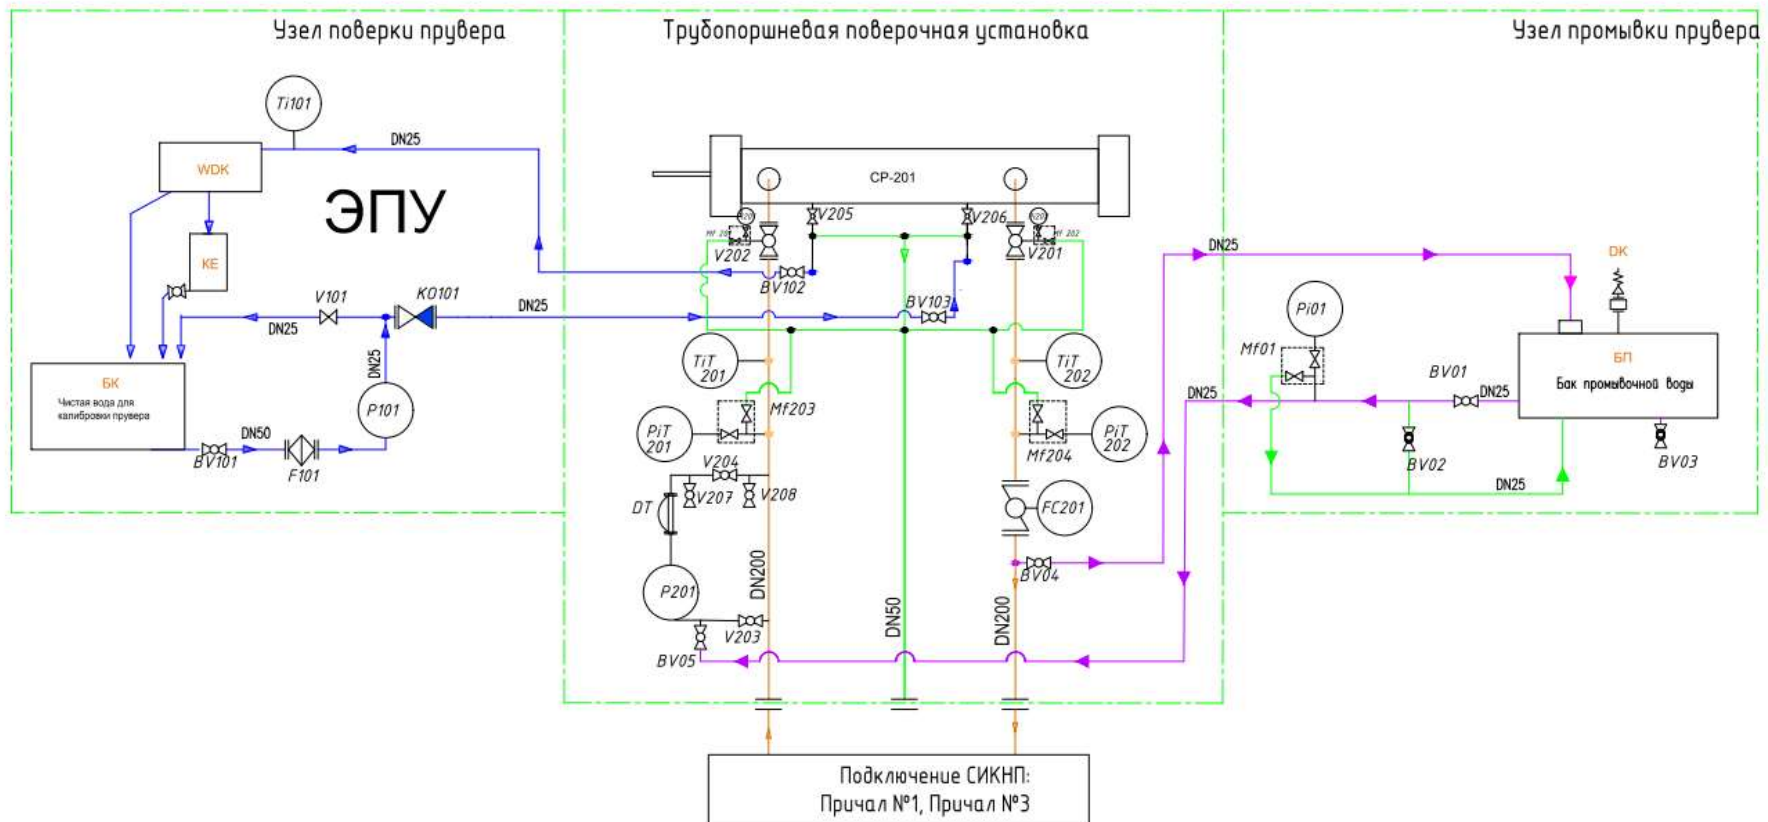 Узел поверки прувера
Трубопоршневая поверочная установка
Узел промывки прувера
Ti101
DN25
WDK
ЭПУ
KE
V101
KO101
DN25
DN25
DN25
БК
Чистая вода для
калибровки прувера
P101
DN50
BV101
F101
CP-201
V205
V206
Mf 202
V202
V201
BV102
BV103
TiT
201
TiT
202
Mf203
PiT
201
PiT
202
Mf204
V204
V207
V208
DT
FC201
P201
DN200
DN50
DN200
V203
BV04
BV05
DN25
DK
Pi01
Mf01
БП
Бак промывочной воды
BV01
DN25
DN25
BV02
BV03
DN25
Подключение СИКНП:
Причал №1, Причал №3